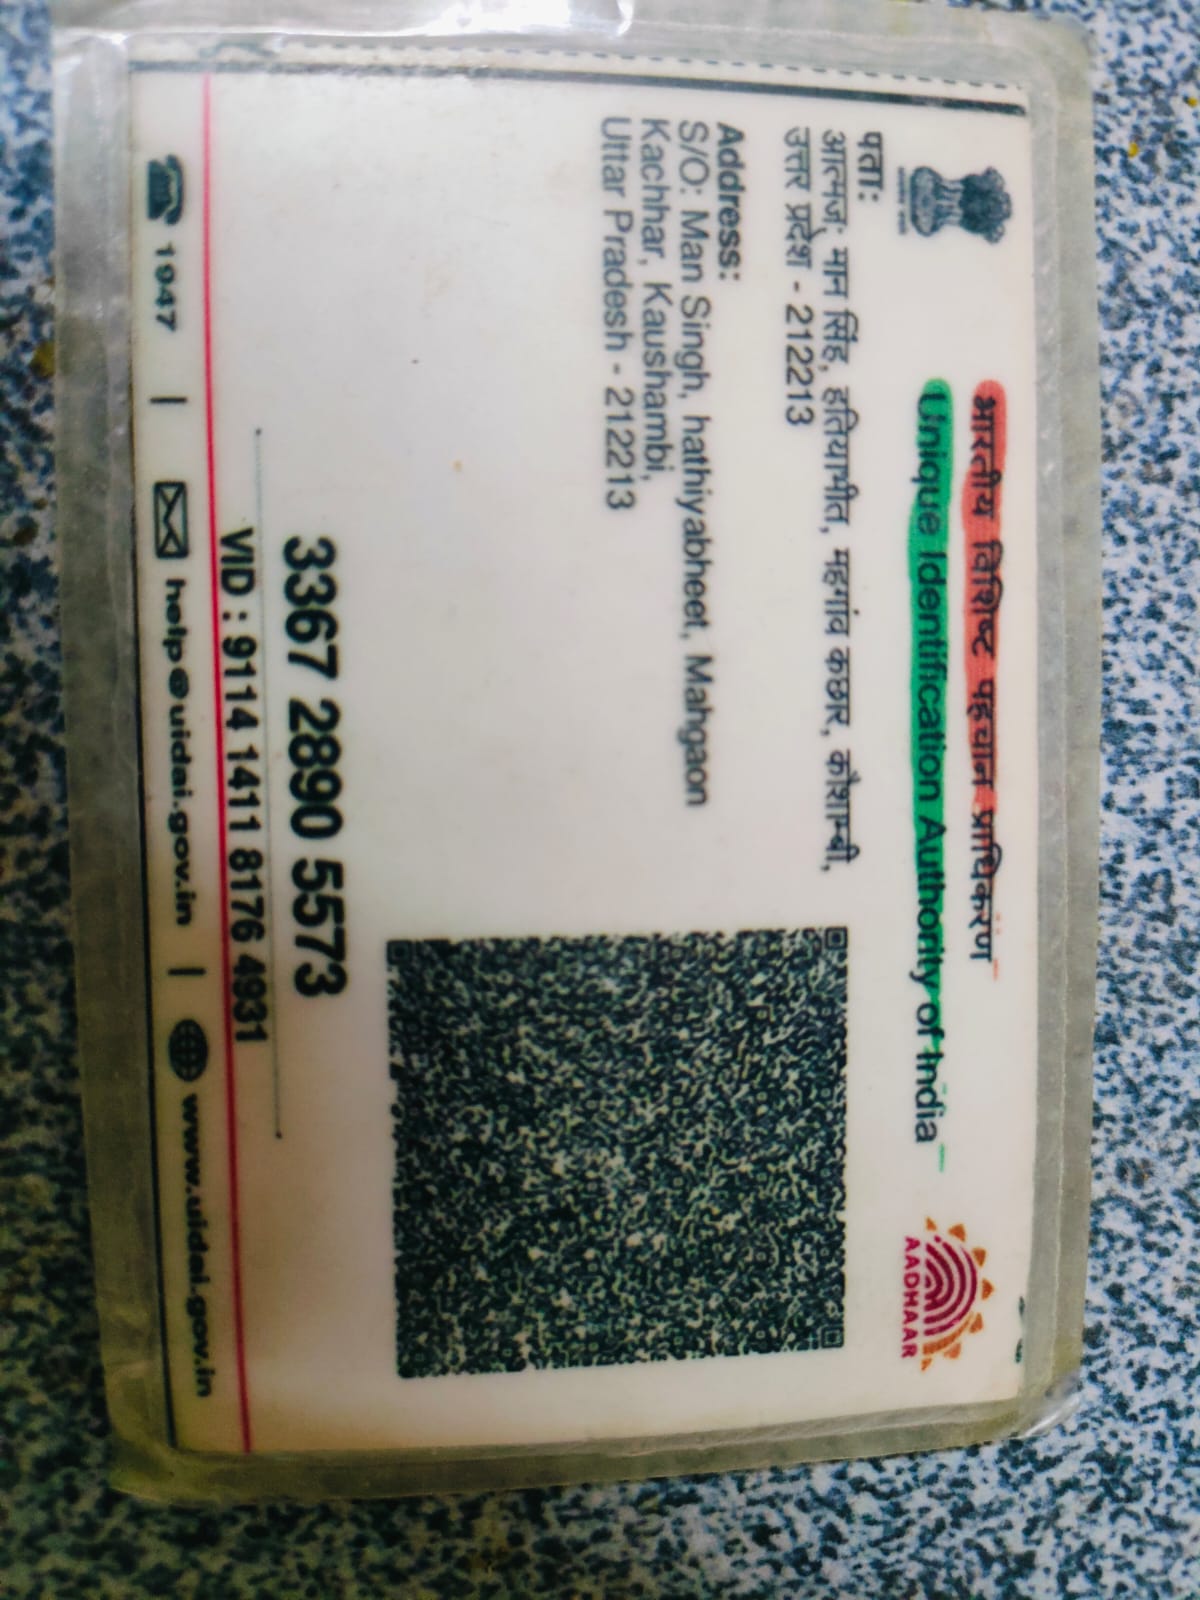 भारतीय विशिष्ट पहचान प्राधिकरण
Unique Identification Authority of India
AADHAAR
पता:
आत्मज: मान सिंह, हतियाभीत, महगांव कछार, कौशाम्बी,
उत्तर प्रदेश - 212213
Address:
S/O: Man Singh, hathiyabheet, Mahgaon
Kachhar, Kaushambi,
Uttar Pradesh - 212213
3367 2890 5573
VID : 9114 1411 8176 4931
1947 | help@uidai.gov.in | www.uidai.gov.in